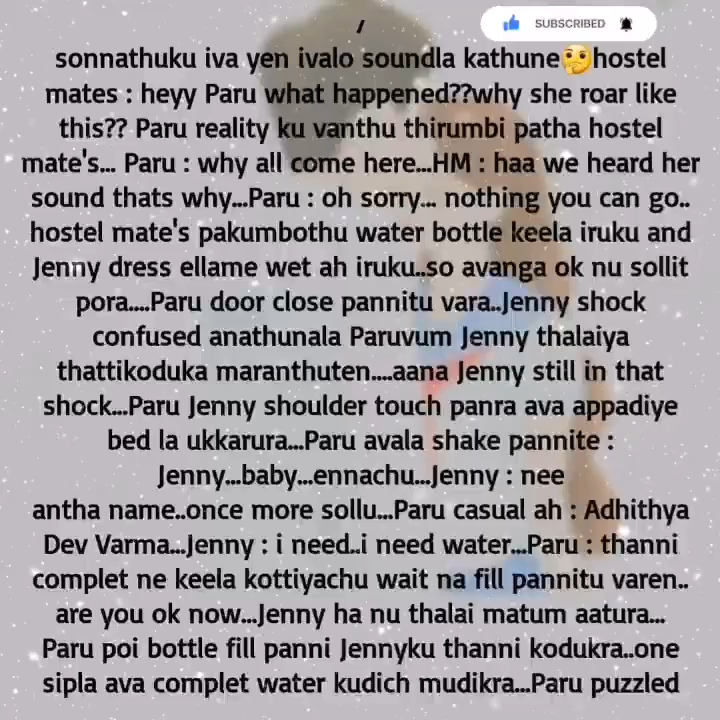 SUBSCRIBED
,
sonnathuku iva yen ivalo soundla kathune🤔hostel
mates : heyy Paru what happened??why she roar like
this?? Paru reality ku vanthu thirumbi patha hostel
mate's... Paru : why all come here...HM : haa we heard her
sound thats why...Paru : oh sorry... nothing you can go..
hostel mate's pakumbothu water bottle keela iruku and
Jenny dress ellame wet ah iruku..so avanga ok nu sollit
pora....Paru door close pannitu vara..Jenny shock
confused anathunala Paruvum Jenny thalaiya
thattikoduka maranthuten....aana Jenny still in that
shock...Paru Jenny shoulder touch panra ava appadiye
bed la ukkarura...Paru avala shake pannite :
Jenny...baby...ennachu...Jenny : nee
antha name..once more sollu...Paru casual ah : Adhithya
Dev Varma...Jenny : i need..i need water...Paru : thanni
complet ne keela kottiyachu wait na fill pannitu varen..
are you ok now...Jenny ha nu thalai matum aatura...
Paru poi bottle fill panni Jennyku thanni kodukra..one
sipla ava complet water kudich mudikra...Paru puzzled